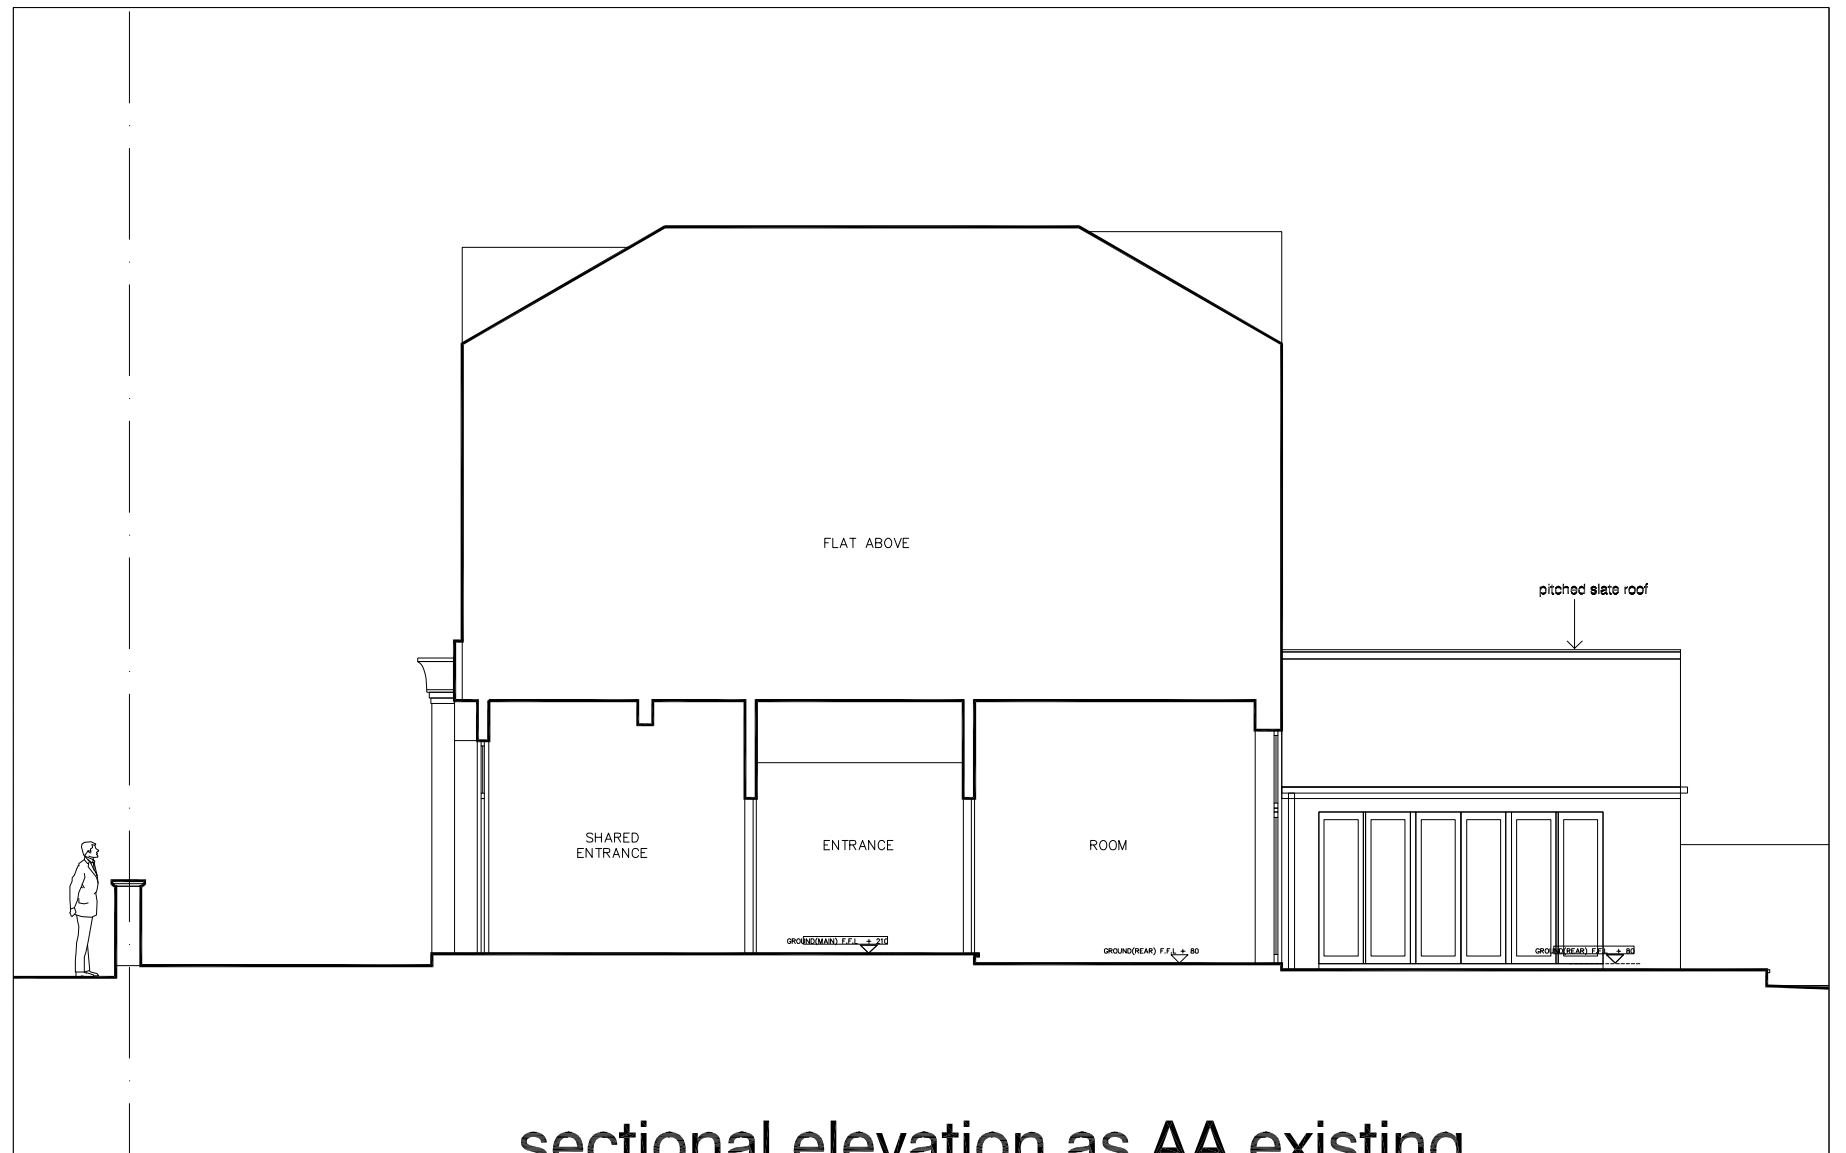 FLAT ABOVE
pitched slate roof
SHARED
ENTRANCE
ENTRANCE
ROOM
GROUND(MAIN) F.F.L + 210
GROUND(REAR) F.F.L + 80
GROUND(REAR) F.F.L + 80
sectional elevation as AA existing